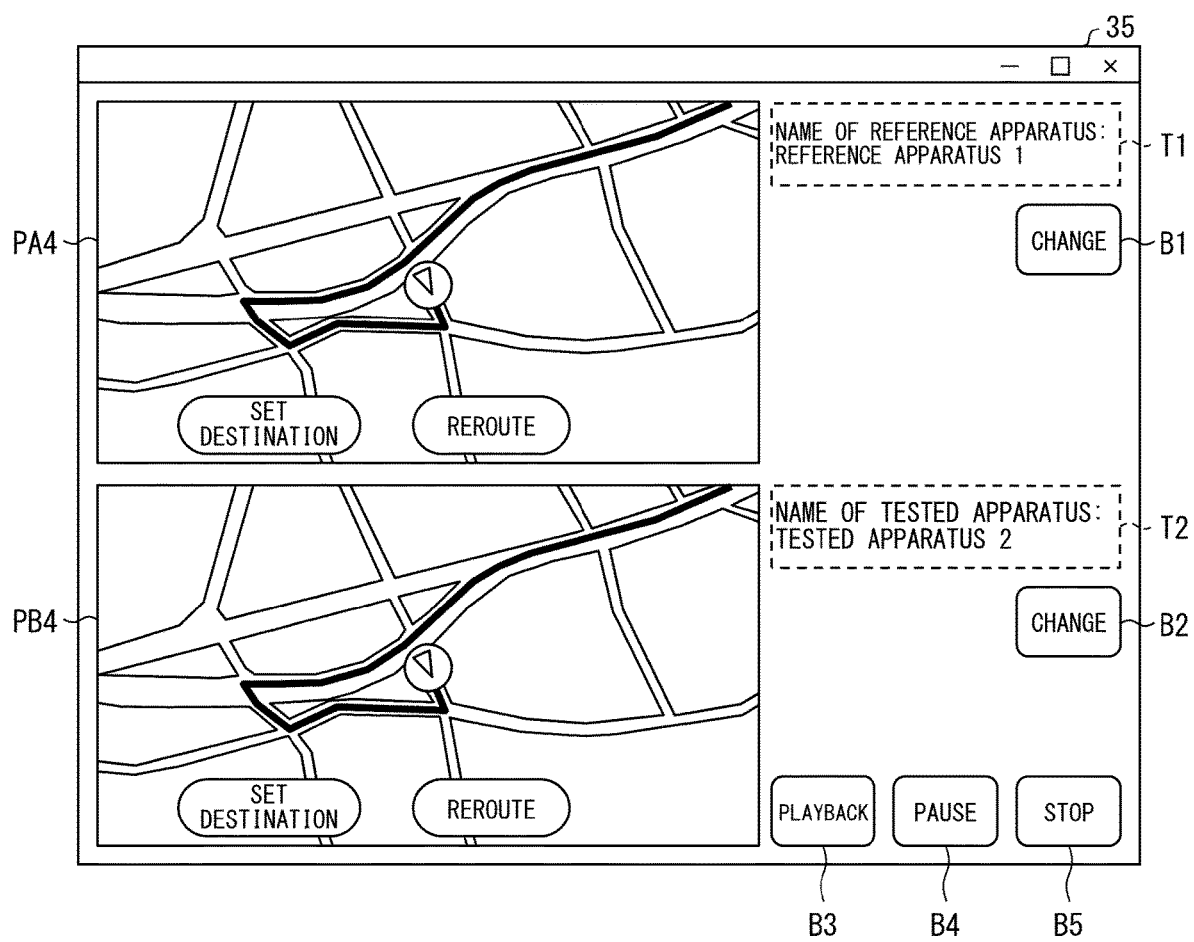 35
NAME OF REFERENCE APPARATUS:
REFERENCE APPARATUS 1
T1
PA4
CHANGE
B1
SET
DESTINATION
REROUTE
NAME OF TESTED APPARATUS:
TESTED APPARATUS 2
T2
PB4
CHANGE
B2
SET
DESTINATION
REROUTE
PLAYBACK
PAUSE
STOP
B3
B4
B5